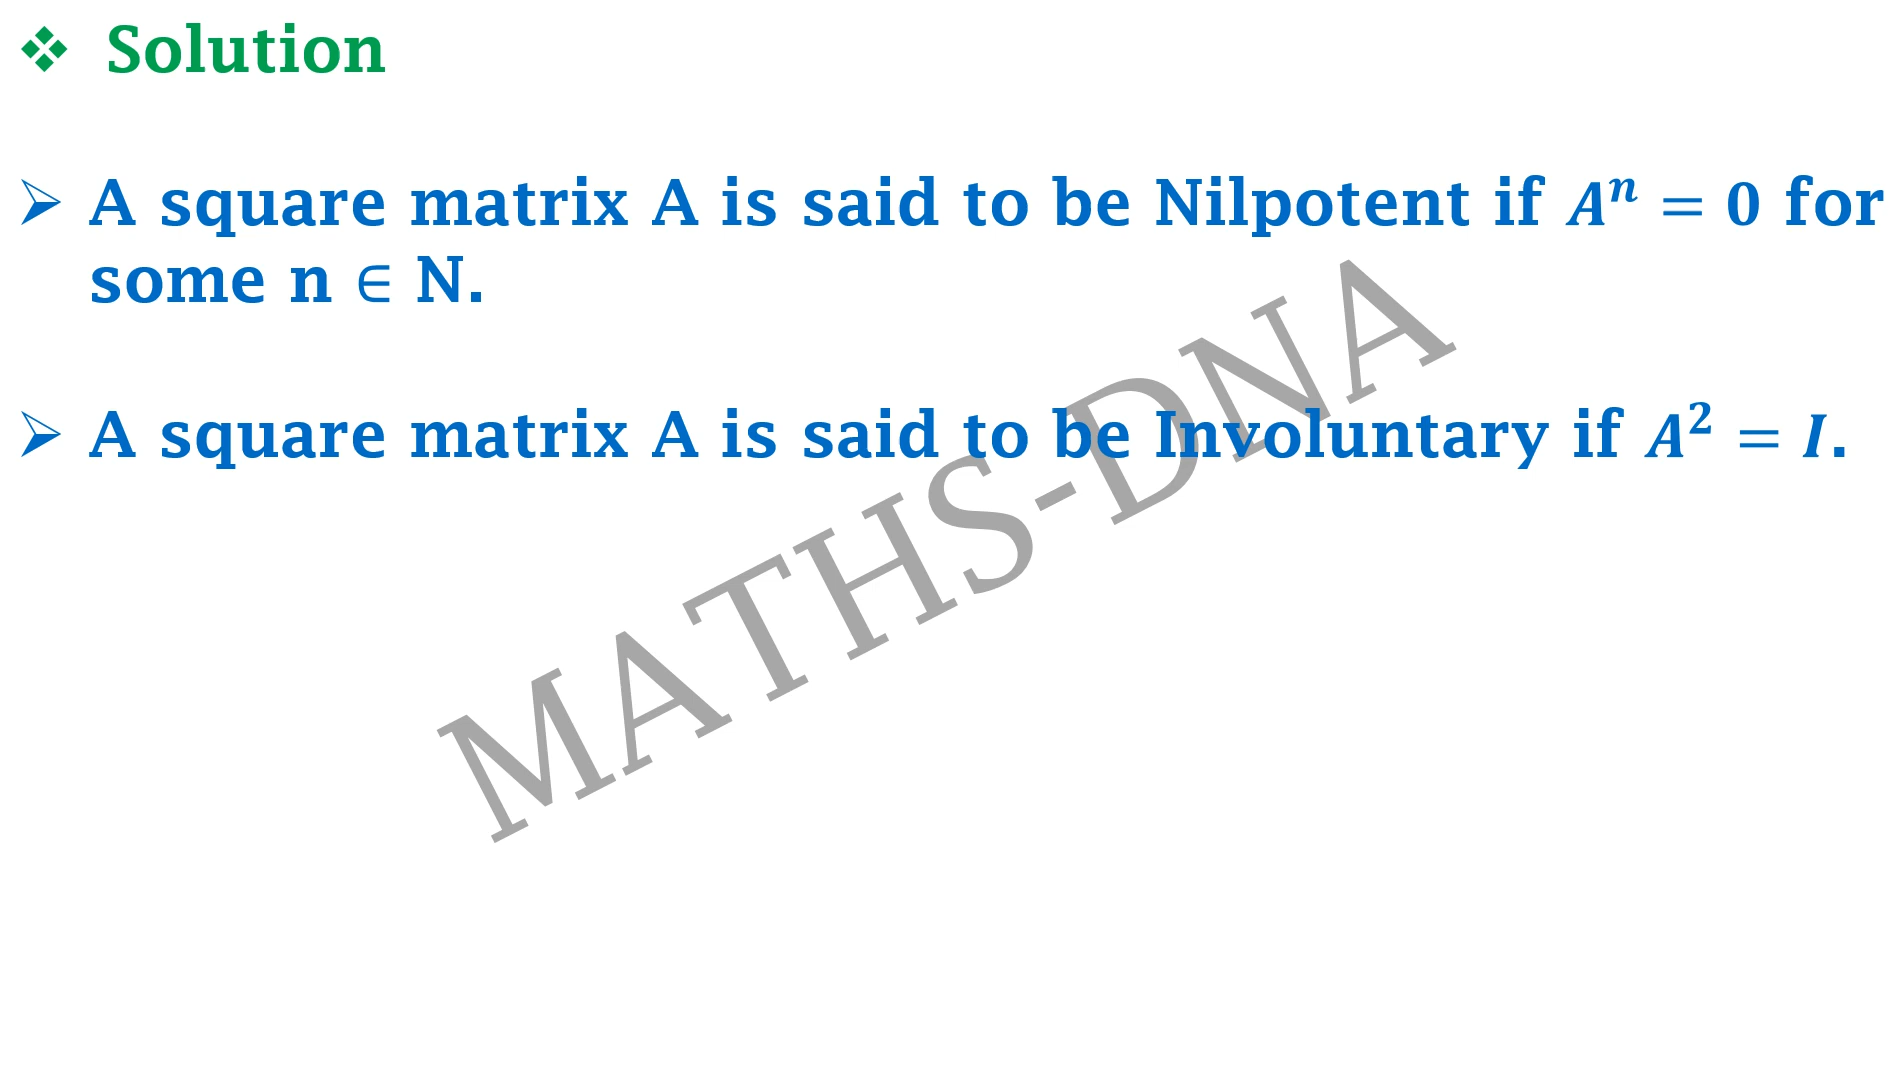 ❖ Solution
➢ A square matrix A is said to be Nilpotent if Aⁿ = 0 for
some n ∈ N.
➢ A square matrix A is said to be Involuntary if A² = I.
MATHS-DNA